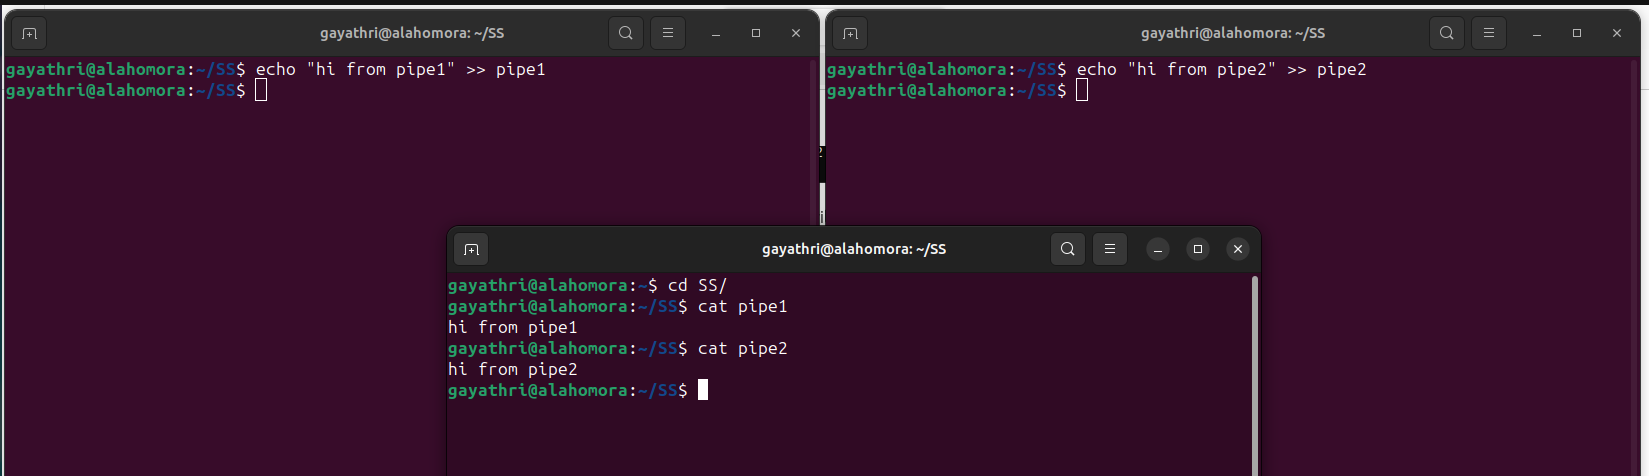 gayathri@alahomora: ~/SS
gayathri@alahomora:~/SS$ echo "hi from pipe1" >> pipe1
gayathri@alahomora:~/SS$
gayathri@alahomora: ~/SS
gayathri@alahomora:~/SS$ echo "hi from pipe2" >> pipe2
gayathri@alahomora:~/SS$
gayathri@alahomora: ~/SS
gayathri@alahomora:~$ cd SS/
gayathri@alahomora:~/SS$ cat pipe1
hi from pipe1
gayathri@alahomora:~/SS$ cat pipe2
hi from pipe2
gayathri@alahomora:~/SS$